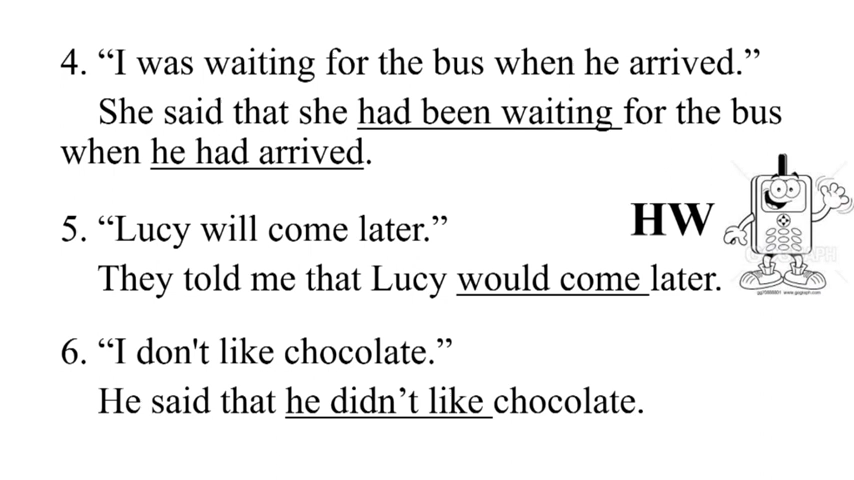 4. “I was waiting for the bus when he arrived.”
She said that she had been waiting for the bus
when he had arrived.
HW
5. “Lucy will come later.”
They told me that Lucy would come later.
6. “I don't like chocolate.”
He said that he didn’t like chocolate.